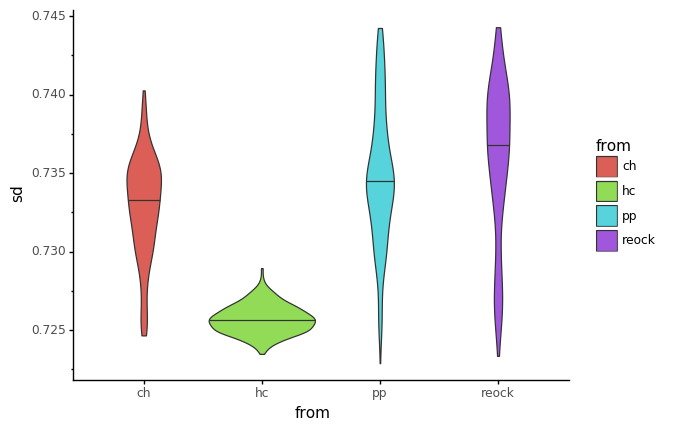 0.745
0.740
0.735
0.730
0.725
sd
ch hc pp reock
from
from
ch
hc
pp
reock